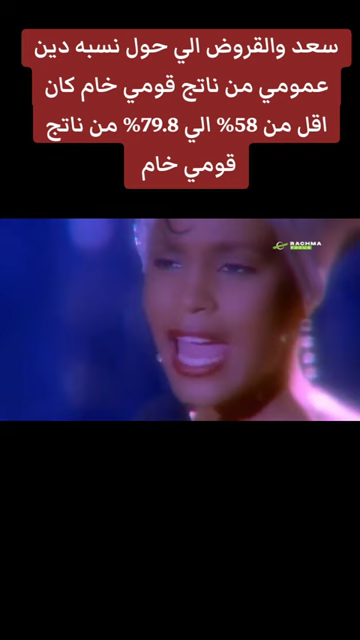 سعد والقروض الي حول نسبه دين
عمومي من ناتج قومي خام كان
اقل من 58% الي 79.8% من ناتج
قومي خام
RACHMA